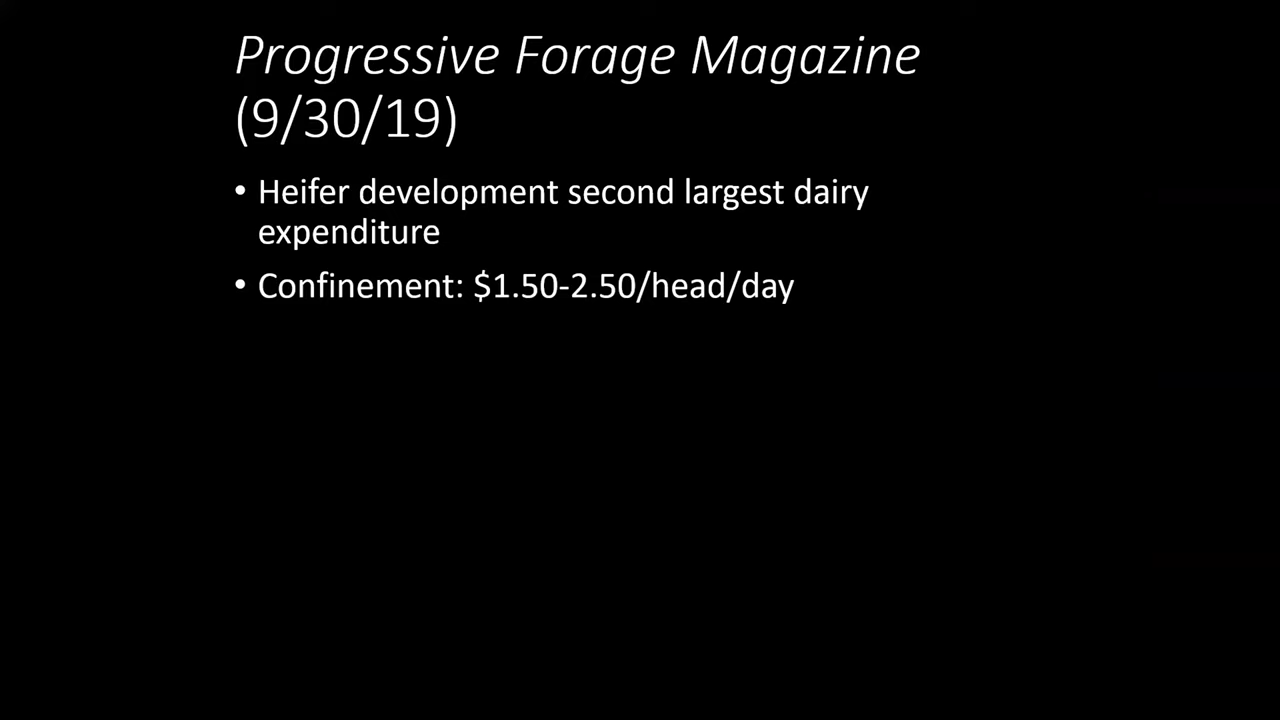 Progressive Forage Magazine
(9/30/19)
• Heifer development second largest dairy
expenditure
• Confinement: $1.50-2.50/head/day